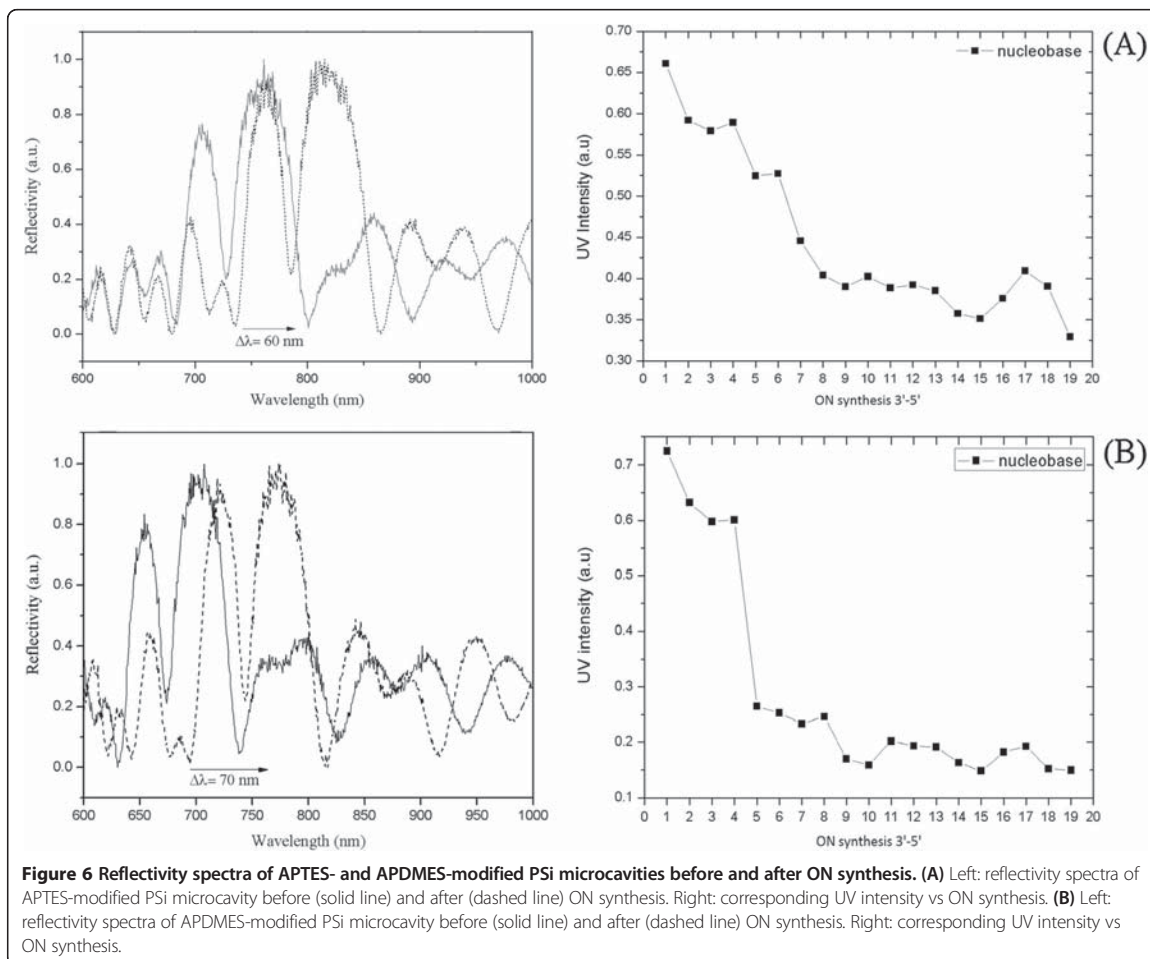 (A)
1.0
0.8
0.6
0.4
0.2
0.0
Reflectivity (a.u.)
Δλ= 60 nm
600 700 800 900 1000
Wavelength (nm)
0.70
0.65
0.60
0.55
0.50
0.45
0.40
0.35
0.30
UV Intensity (a.u)
nucleobase
0 1 2 3 4 5 6 7 8 9 10 11 12 13 14 15 16 17 18 19 20
ON synthesis 3'-5'
(B)
1.0
0.8
0.6
0.4
0.2
0.0
Reflectivity (a.u.)
Δλ= 70 nm
600 650 700 750 800 850 900 950 1000
Wavelength (nm)
0.7
0.6
0.5
0.4
0.3
0.2
0.1
UV intensity (a.u)
nucleobase
0 1 2 3 4 5 6 7 8 9 10 11 12 13 14 15 16 17 18 19 20
ON synthesis 3'-5'
Figure 6 Reflectivity spectra of APTES- and APDMES-modified PSi microcavities before and after ON synthesis. (A) Left: reflectivity spectra of
APTES-modified PSi microcavity before (solid line) and after (dashed line) ON synthesis. Right: corresponding UV intensity vs ON synthesis. (B) Left:
reflectivity spectra of APDMES-modified PSi microcavity before (solid line) and after (dashed line) ON synthesis. Right: corresponding UV intensity vs
ON synthesis.